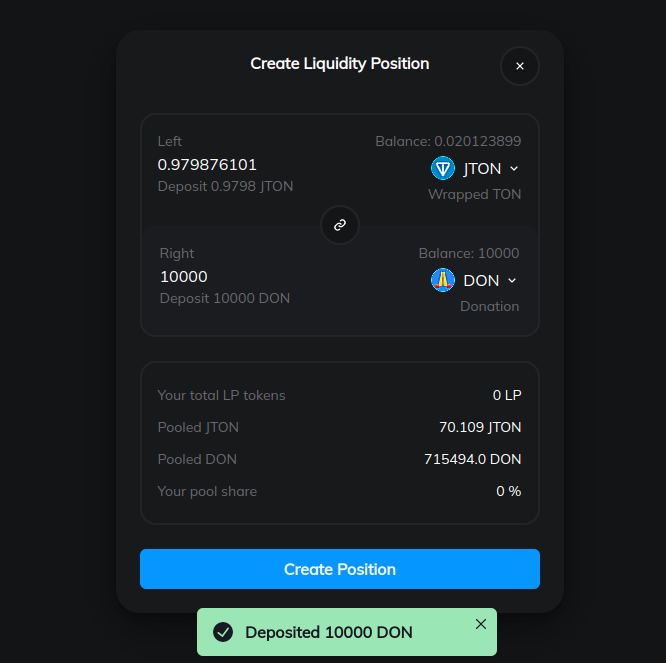 Create Liquidity Position
Left
Balance: 0.020123899
0.979876101
JTON
Deposit 0.9798 JTON
Wrapped TON
Right
Balance: 10000
10000
DON
Deposit 10000 DON
Donation
Your total LP tokens
0 LP
Pooled JTON
70.109 JTON
Pooled DON
715494.0 DON
Your pool share
0 %
Create Position
Deposited 10000 DON